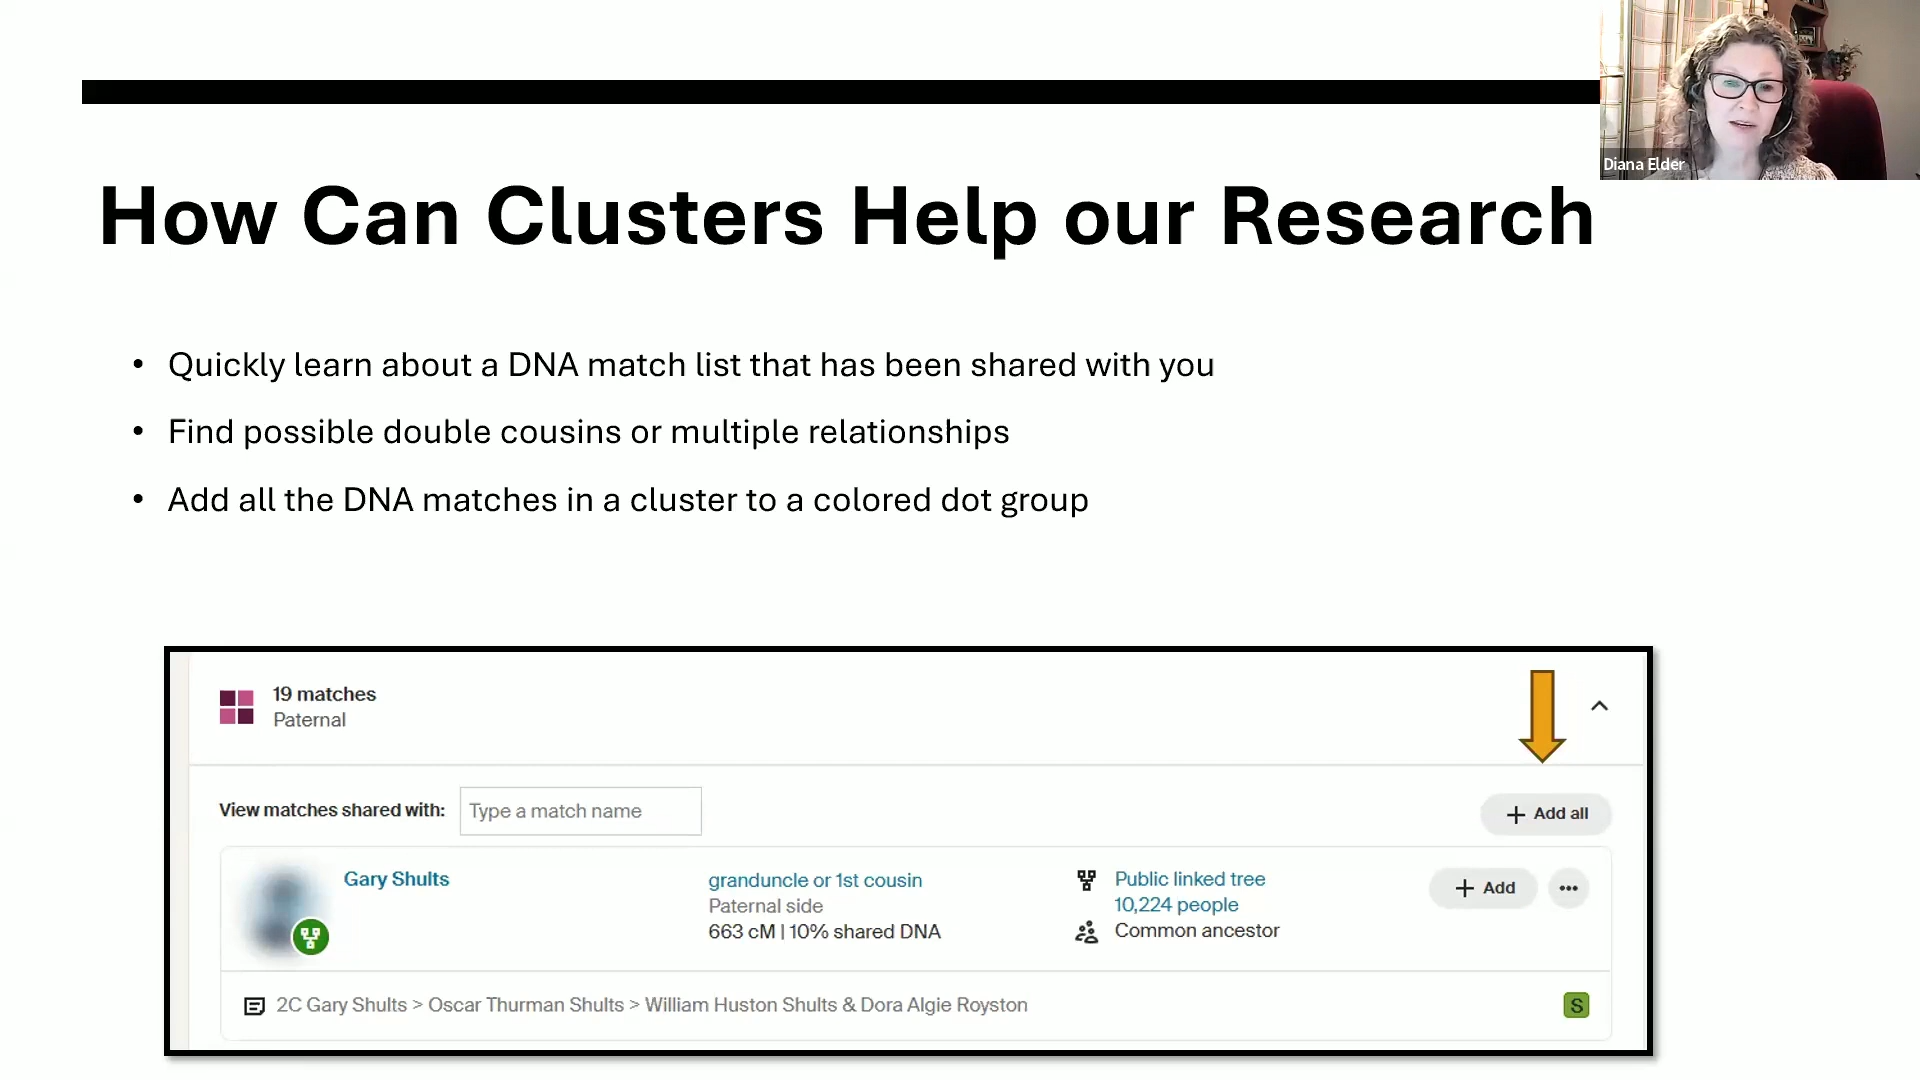 Diana Elder
How Can Clusters Help our Research
• Quickly learn about a DNA match list that has been shared with you
• Find possible double cousins or multiple relationships
• Add all the DNA matches in a cluster to a colored dot group
19 matches
Paternal
View matches shared with: Type a match name + Add all
Gary Shults
granduncle or 1st cousin
Paternal side
663 cM | 10% shared DNA
Public linked tree
10,224 people
Common ancestor
+ Add •••
2C Gary Shults > Oscar Thurman Shults > William Huston Shults & Dora Algie Royston
S